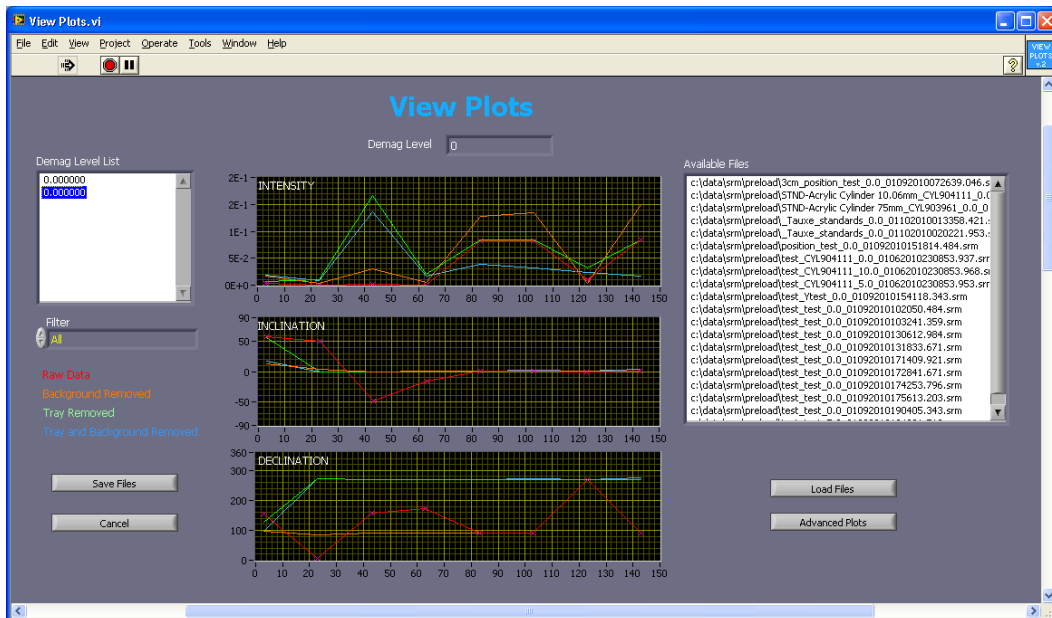 View Plots.vi
File Edit View Project Operate Tools Window Help
VIEW
PLOTS
v.2
View Plots
Demag Level 0
Demag Level List
0.000000
0.000000
Filter
All
Raw Data
Background Removed
Tray Removed
Tray and Background Removed
Save Files
Cancel
INTENSITY
2E-1
2E-1
1E-1
5E-2
0E+0
0 10 20 30 40 50 60 70 80 90 100 110 120 130 140 150
INCLINATION
90
50
0
-50
-90
0 10 20 30 40 50 60 70 80 90 100 110 120 130 140 150
DECLINATION
360
300
200
100
0
0 10 20 30 40 50 60 70 80 90 100 110 120 130 140 150
Available Files
c:\data\srm\preload\3cm_position_test_0.0_01092010072639.046.s
c:\data\srm\preload\STND-Acrylic Cylinder 10.06mm_CYL904111_0.0
c:\data\srm\preload\STND-Acrylic Cylinder 75mm_CYL903961_0.0_0
c:\data\srm\preload\_Tauxe_standards_0.0_01102010013358.421.
c:\data\srm\preload\_Tauxe_standards_0.0_01102010020221.953.
c:\data\srm\preload\position_test_0.0_01092010151814.484.srm
c:\data\srm\preload\test_CYL904111_0.0_01062010230853.937.srm
c:\data\srm\preload\test_CYL904111_10.0_01062010230853.968.s
c:\data\srm\preload\test_CYL904111_5.0_01062010230853.953.srm
c:\data\srm\preload\test_Ytest_0.0_01092010154118.343.srm
c:\data\srm\preload\test_test_0.0_01092010102050.484.srm
c:\data\srm\preload\test_test_0.0_01092010103241.359.srm
c:\data\srm\preload\test_test_0.0_01092010130612.984.srm
c:\data\srm\preload\test_test_0.0_01092010131833.671.srm
c:\data\srm\preload\test_test_0.0_01092010171409.921.srm
c:\data\srm\preload\test_test_0.0_01092010172841.671.srm
c:\data\srm\preload\test_test_0.0_01092010174253.796.srm
c:\data\srm\preload\test_test_0.0_01092010175613.203.srm
c:\data\srm\preload\test_test_0.0_01092010190405.343.srm
Load Files
Advanced Plots